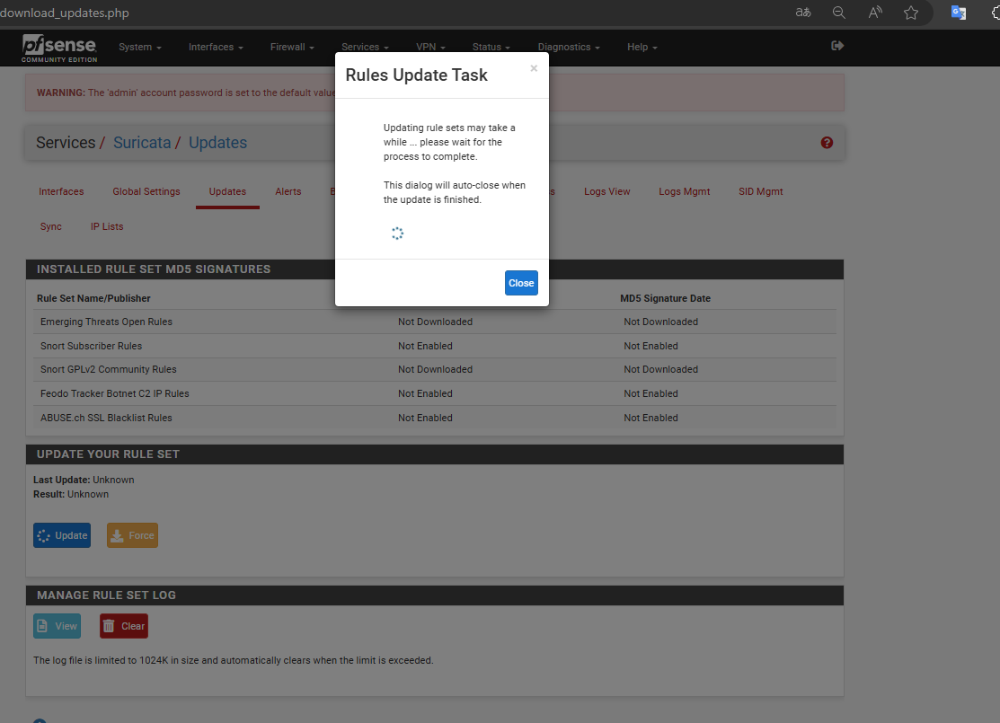 download_updates.php
pfsense
COMMUNITY EDITION
System Interfaces Firewall Services VPN Status Diagnostics Help
WARNING: The 'admin' account password is set to the default value
Services / Suricata / Updates
Interfaces Global Settings Updates Alerts B s Logs View Logs Mgmt SID Mgmt
Sync IP Lists
Rules Update Task ×
Updating rule sets may take a
while ... please wait for the
process to complete.
This dialog will auto-close when
the update is finished.
Close
INSTALLED RULE SET MD5 SIGNATURES
Rule Set Name/Publisher MD5 Signature Date
Emerging Threats Open Rules Not Downloaded Not Downloaded
Snort Subscriber Rules Not Enabled Not Enabled
Snort GPLv2 Community Rules Not Downloaded Not Downloaded
Feodo Tracker Botnet C2 IP Rules Not Enabled Not Enabled
ABUSE.ch SSL Blacklist Rules Not Enabled Not Enabled
UPDATE YOUR RULE SET
Last Update: Unknown
Result: Unknown
Update Force
MANAGE RULE SET LOG
View Clear
The log file is limited to 1024K in size and automatically clears when the limit is exceeded.